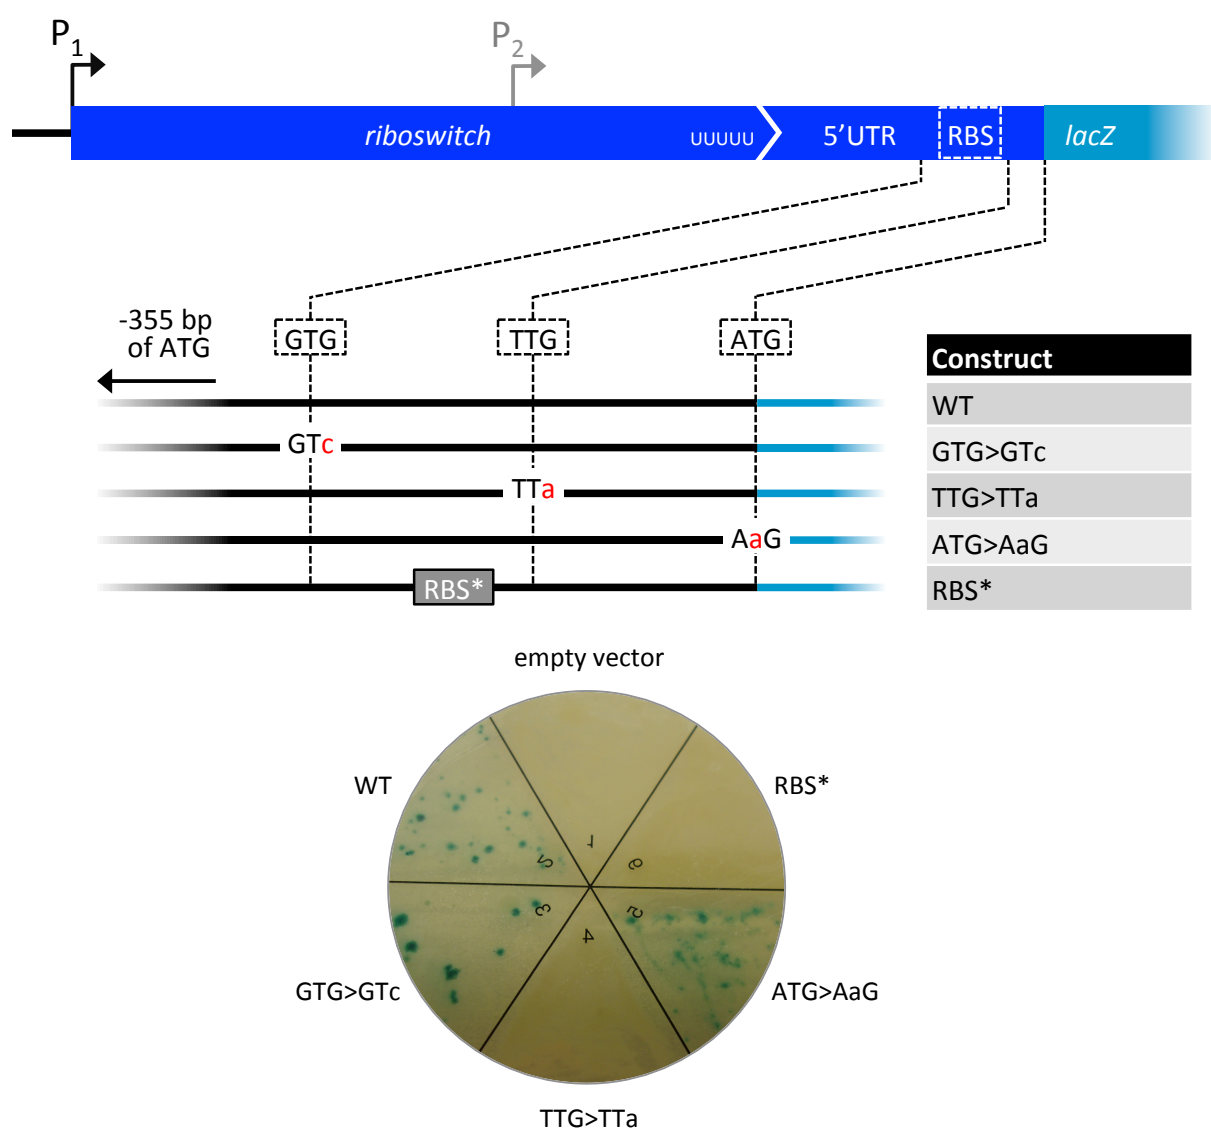 P1
P2
riboswitch
UUUUU
5'UTR
RBS
lacZ
-355 bp
of ATG
GTG
TTG
ATG
GTc
TTa
AaG
RBS*
Construct
WT
GTG>GTc
TTG>TTa
ATG>AaG
RBS*
empty vector
WT
RBS*
1
2
6
3
5
4
GTG>GTc
ATG>AaG
TTG>TTa